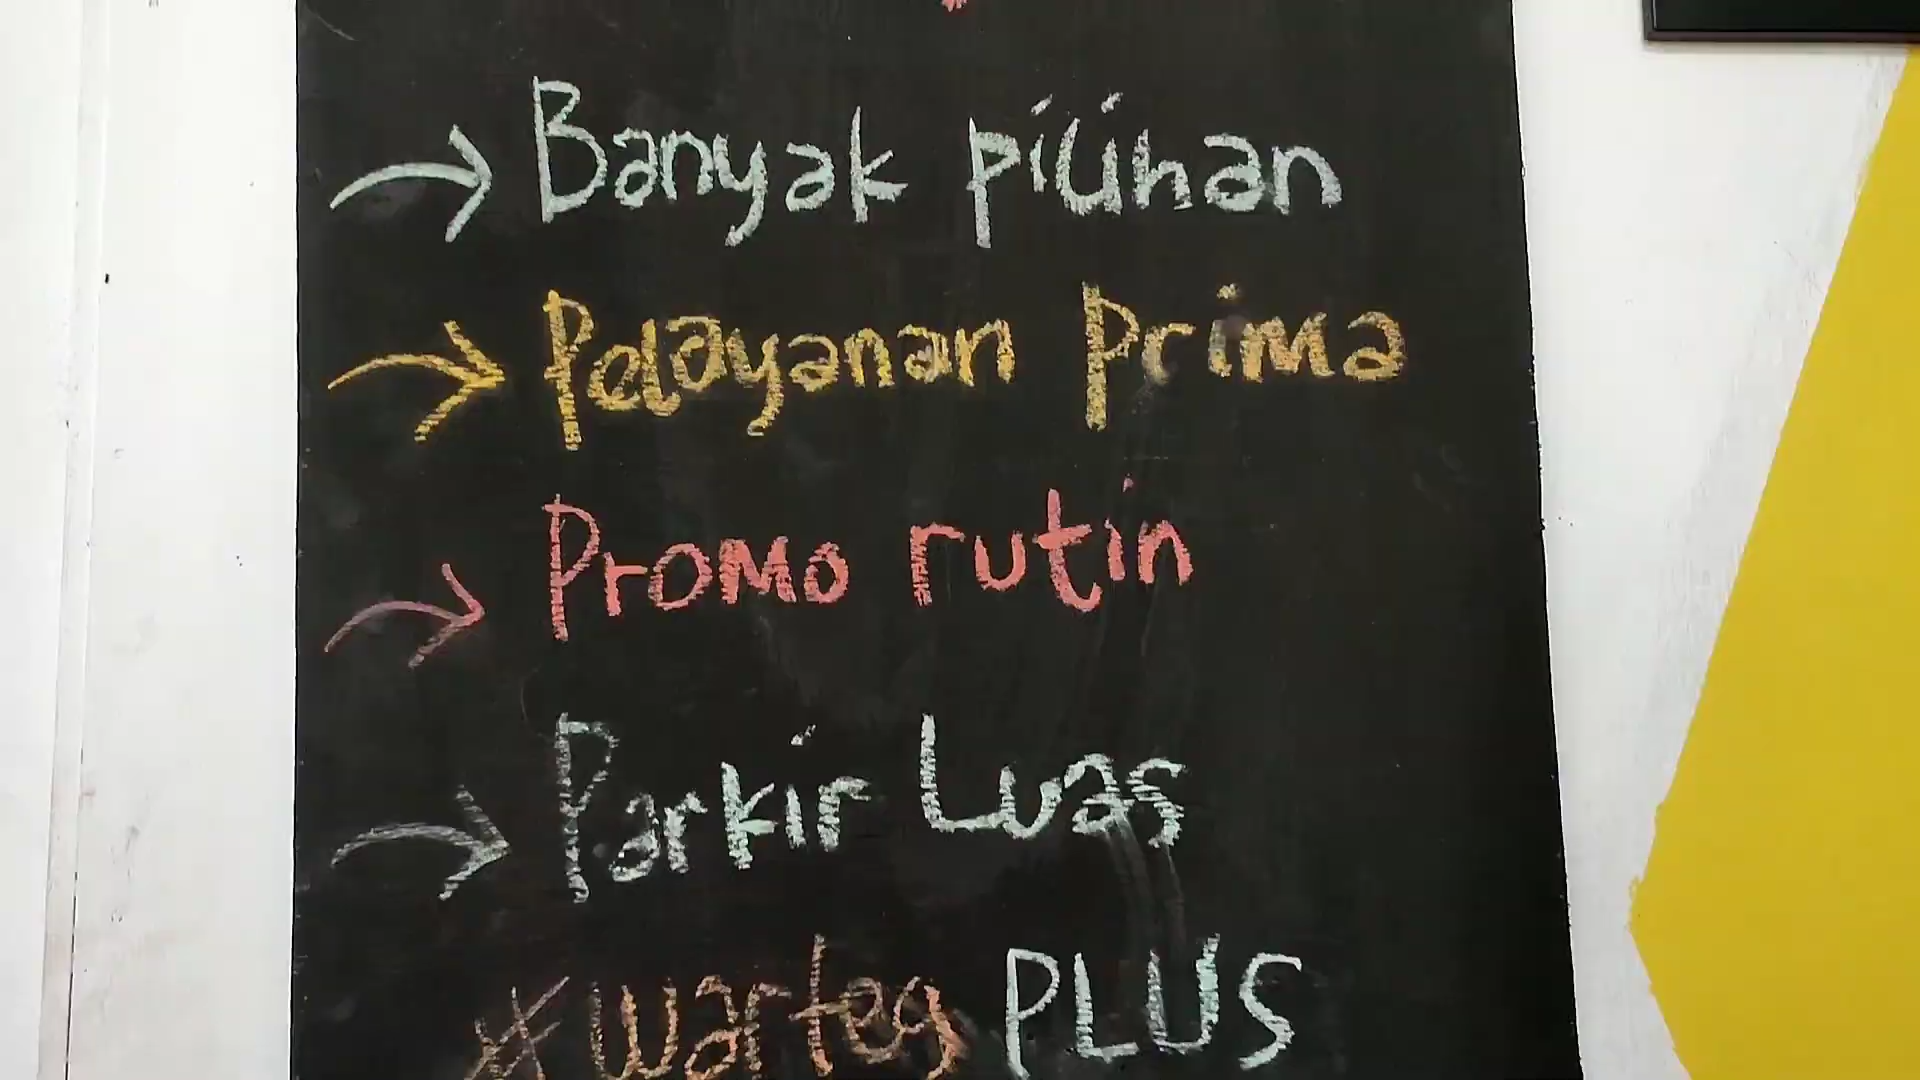 → Banyak pilihan
→ Pelayanan Prima
→ Promo rutin
→ Parkir Luas
#warteg PLUS